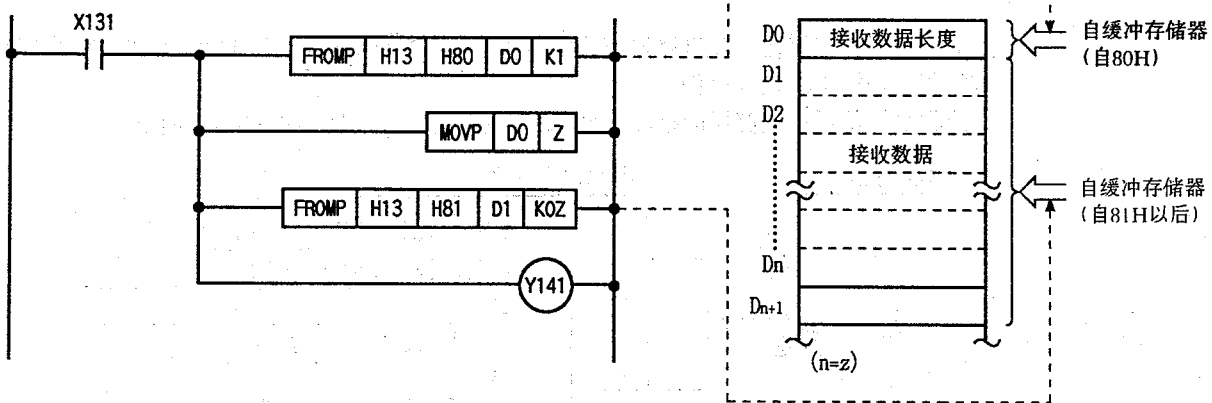 X131
FROMP H13 H80 D0 K1
MOVP D0 Z
FROMP H13 H81 D1 K0Z
Y141
D0 接收数据长度
D1
D2
接收数据
Dn
Dn+1
(n=z)
自缓冲存储器
(自80H)
自缓冲存储器
(自81H以后)